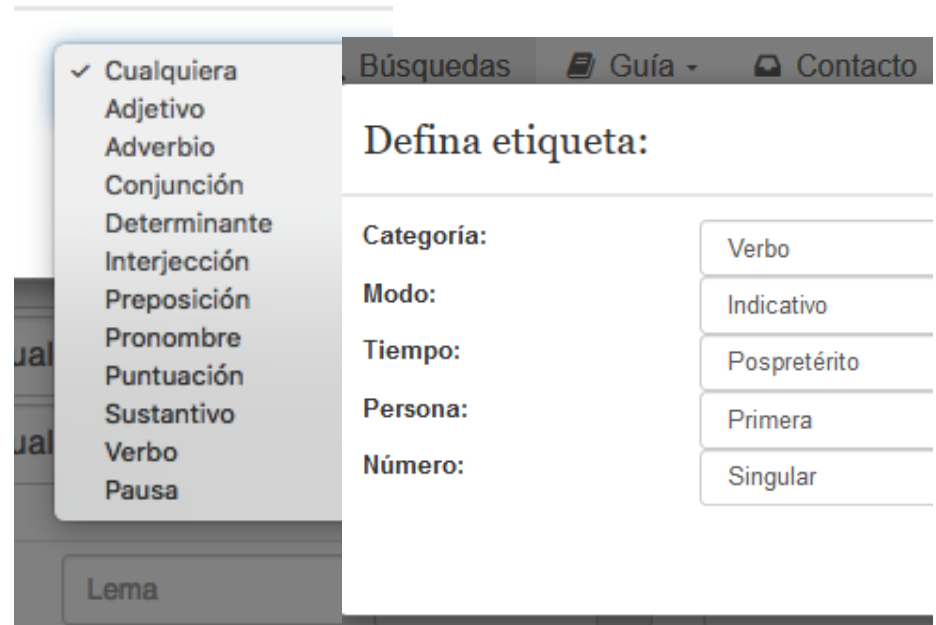 Cualquiera
Adjetivo
Adverbio
Conjunción
Determinante
Interjección
Preposición
Pronombre
Puntuación
Sustantivo
Verbo
Pausa
Lema
Búsquedas Guía Contacto
Defina etiqueta:
Categoría: Verbo
Modo: Indicativo
Tiempo: Pospretérito
Persona: Primera
Número: Singular